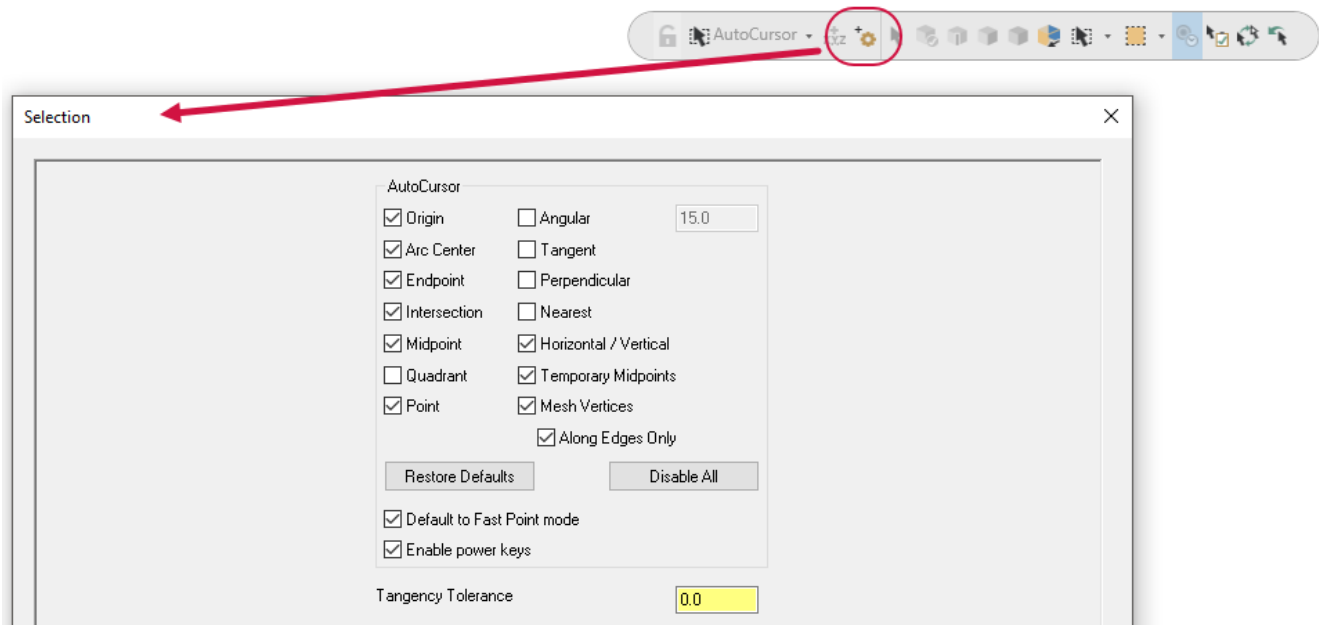 AutoCursor
Selection
AutoCursor
Origin Angular 15.0
Arc Center Tangent
Endpoint Perpendicular
Intersection Nearest
Midpoint Horizontal / Vertical
Quadrant Temporary Midpoints
Point Mesh Vertices
Along Edges Only
Restore Defaults Disable All
Default to Fast Point mode
Enable power keys
Tangency Tolerance 0.0